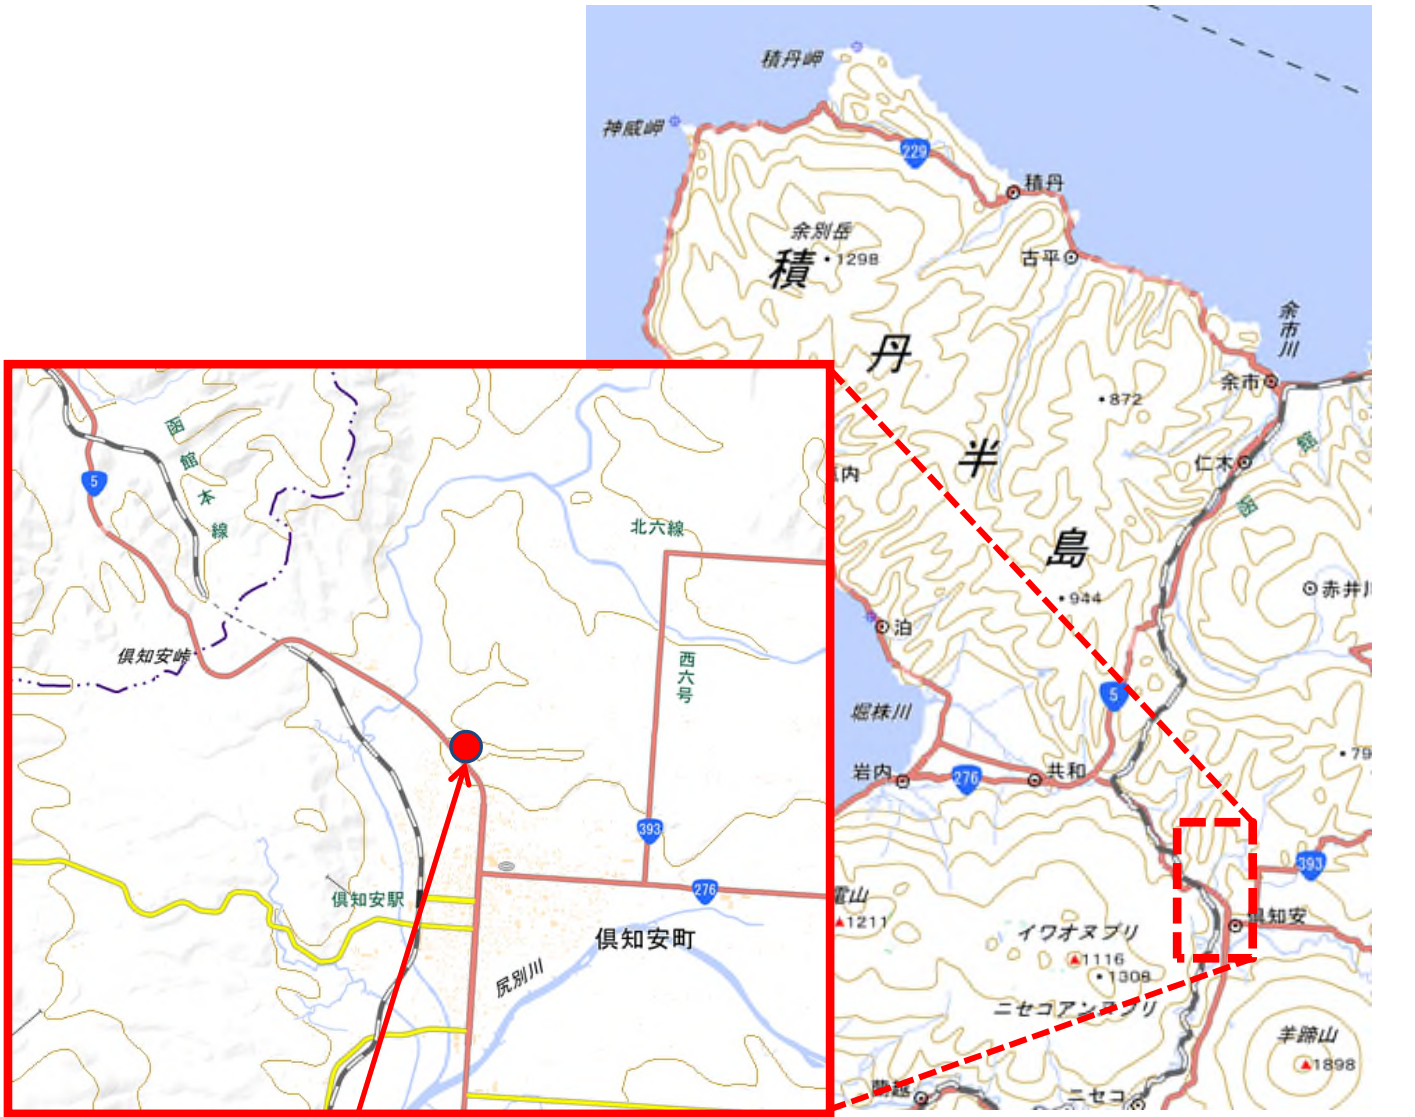 積丹岬
神威岬
229
積丹
余別岳
1298
積
丹
半
島
古平
余市川
余市
872
仁木
函
館
内
944
赤井川
泊
5
堀株川
岩内
276
共和
79
393
倶知安
1211
イワオヌプリ
1116
1308
ニセコアンヌプリ
羊蹄山
1898
ニセコ
函
館
本
線
5
北六線
倶知安峠
西六号
393
276
倶知安駅
倶知安町
尻別川